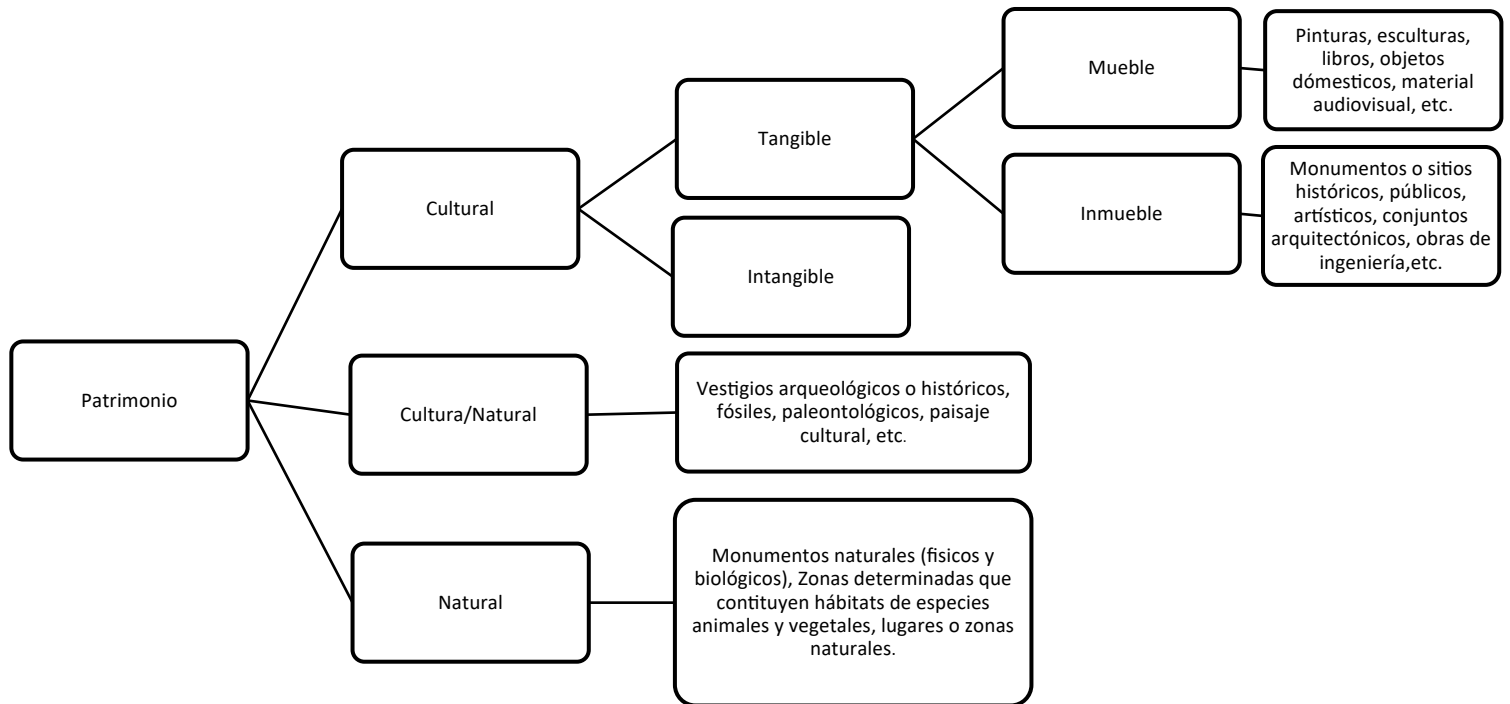 Patrimonio
Cultural
Tangible
Mueble
Pinturas, esculturas,
libros, objetos
dómesticos, material
audiovisual, etc.
Inmueble
Monumentos o sitios
históricos, públicos,
artísticos, conjuntos
arquitectónicos, obras de
ingeniería,etc.
Intangible
Cultura/Natural
Vestigios arqueológicos o históricos,
fósiles, paleontológicos, paisaje
cultural, etc.
Natural
Monumentos naturales (fisicos y
biológicos), Zonas determinadas que
contituyen hábitats de especies
animales y vegetales, lugares o zonas
naturales.